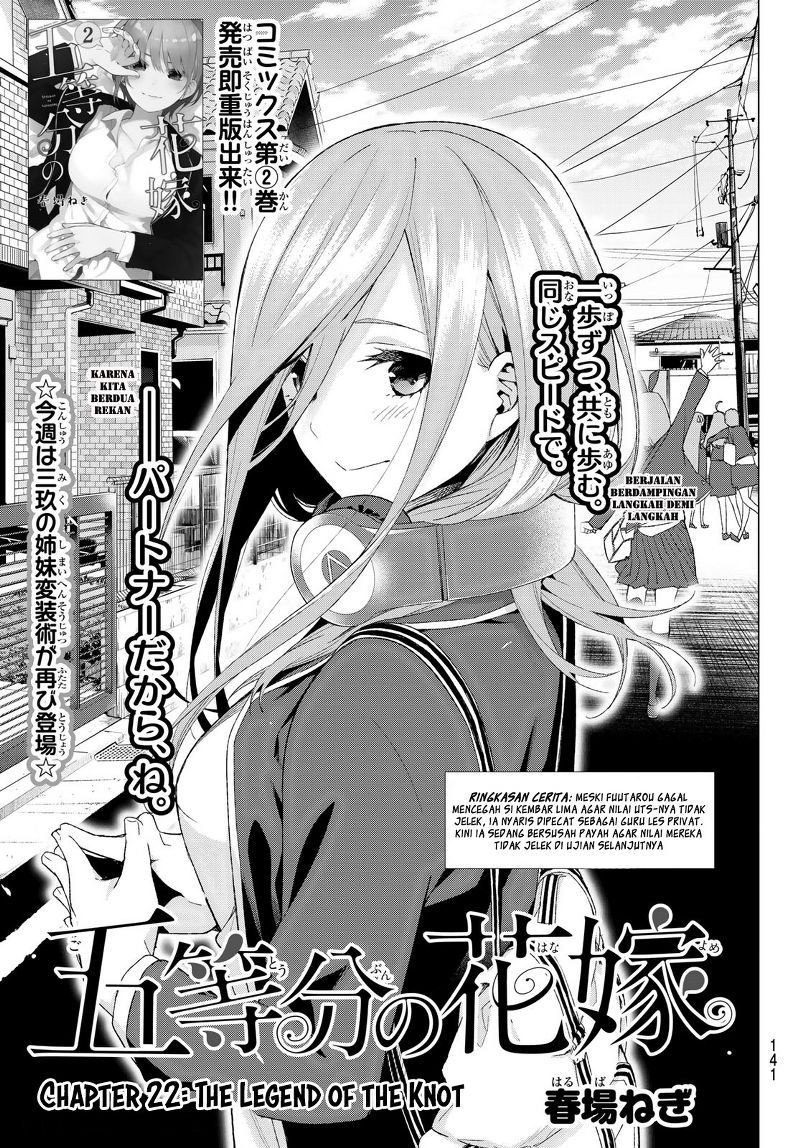 コミックス第②巻
発売即重版出来!!
②
五等分の
花嫁
春場ねぎ
一歩ずつ、共に歩む。
同じスピードで。
BERJALAN
BERDAMPINGAN
LANGKAH DEMI
LANGKAH
KARENA
KITA
BERDUA
REKAN
――パートナーだから、ね。
☆今週は三玖の姉妹変装術が再び登場☆
RINGKASAN CERITA: MESKI FUUTAROU GAGAL
MENCEGAH SI KEMBAR LIMA AGAR NILAI UTS-NYA TIDAK
JELEK, IA NYARIS DIPECAT SEBAGAI GURU LES PRIVAT.
KINI IA SEDANG BERSUSAH PAYAH AGAR NILAI MEREKA
TIDAK JELEK DI UJIAN SELANJUTNYA
五等分の花嫁
CHAPTER 22: THE LEGEND OF THE KNOT
春場ねぎ
141